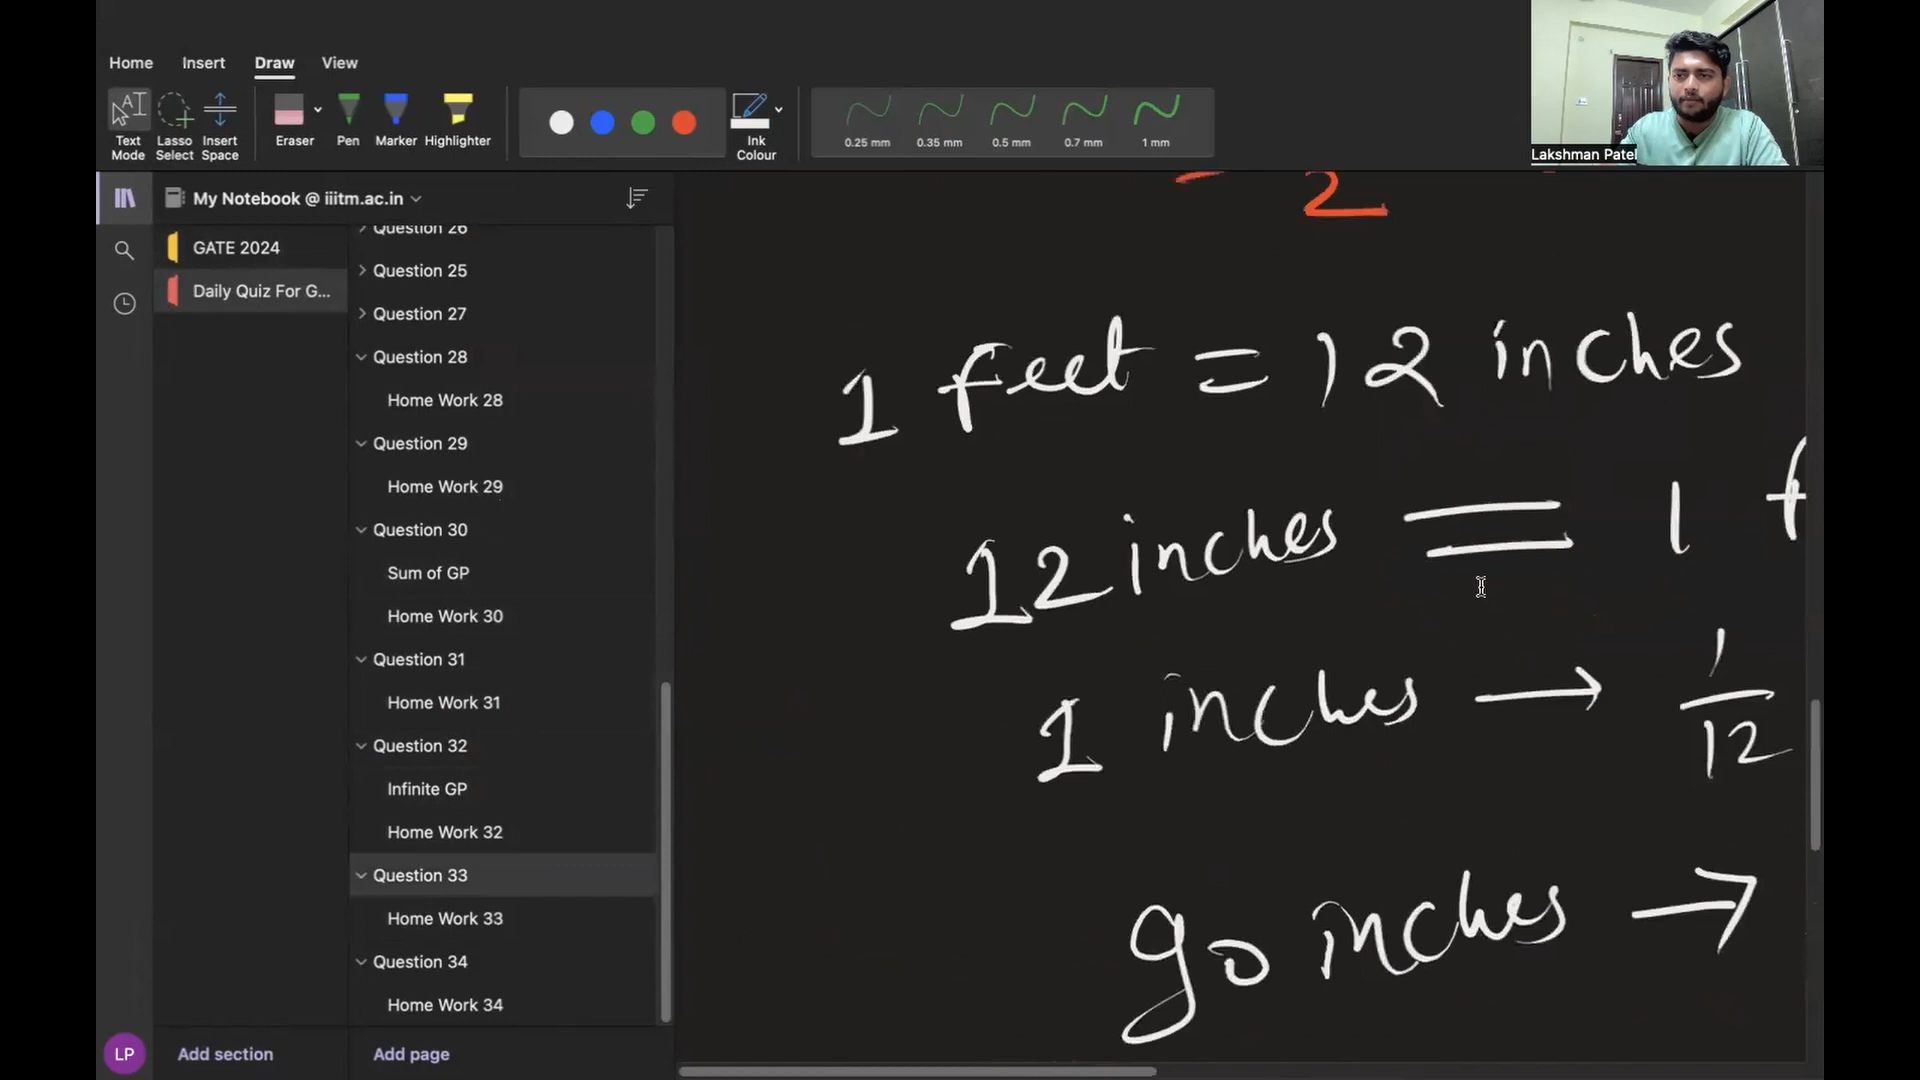 Home Insert Draw View
Text Mode
Lasso Select
Insert Space
Eraser
Pen
Marker
Highlighter
Ink Colour
0.25 mm
0.35 mm
0.5 mm
0.7 mm
1 mm
Lakshman Patel
My Notebook @ iiitm.ac.in
GATE 2024
Daily Quiz For G...
Question 26
Question 25
Question 27
Question 28
Home Work 28
Question 29
Home Work 29
Question 30
Sum of GP
Home Work 30
Question 31
Home Work 31
Question 32
Infinite GP
Home Work 32
Question 33
Home Work 33
Question 34
Home Work 34
LP
Add section
Add page
2
1 feet = 12 inches
12 inches = 1 f
1 inches → 1/12
90 inches →